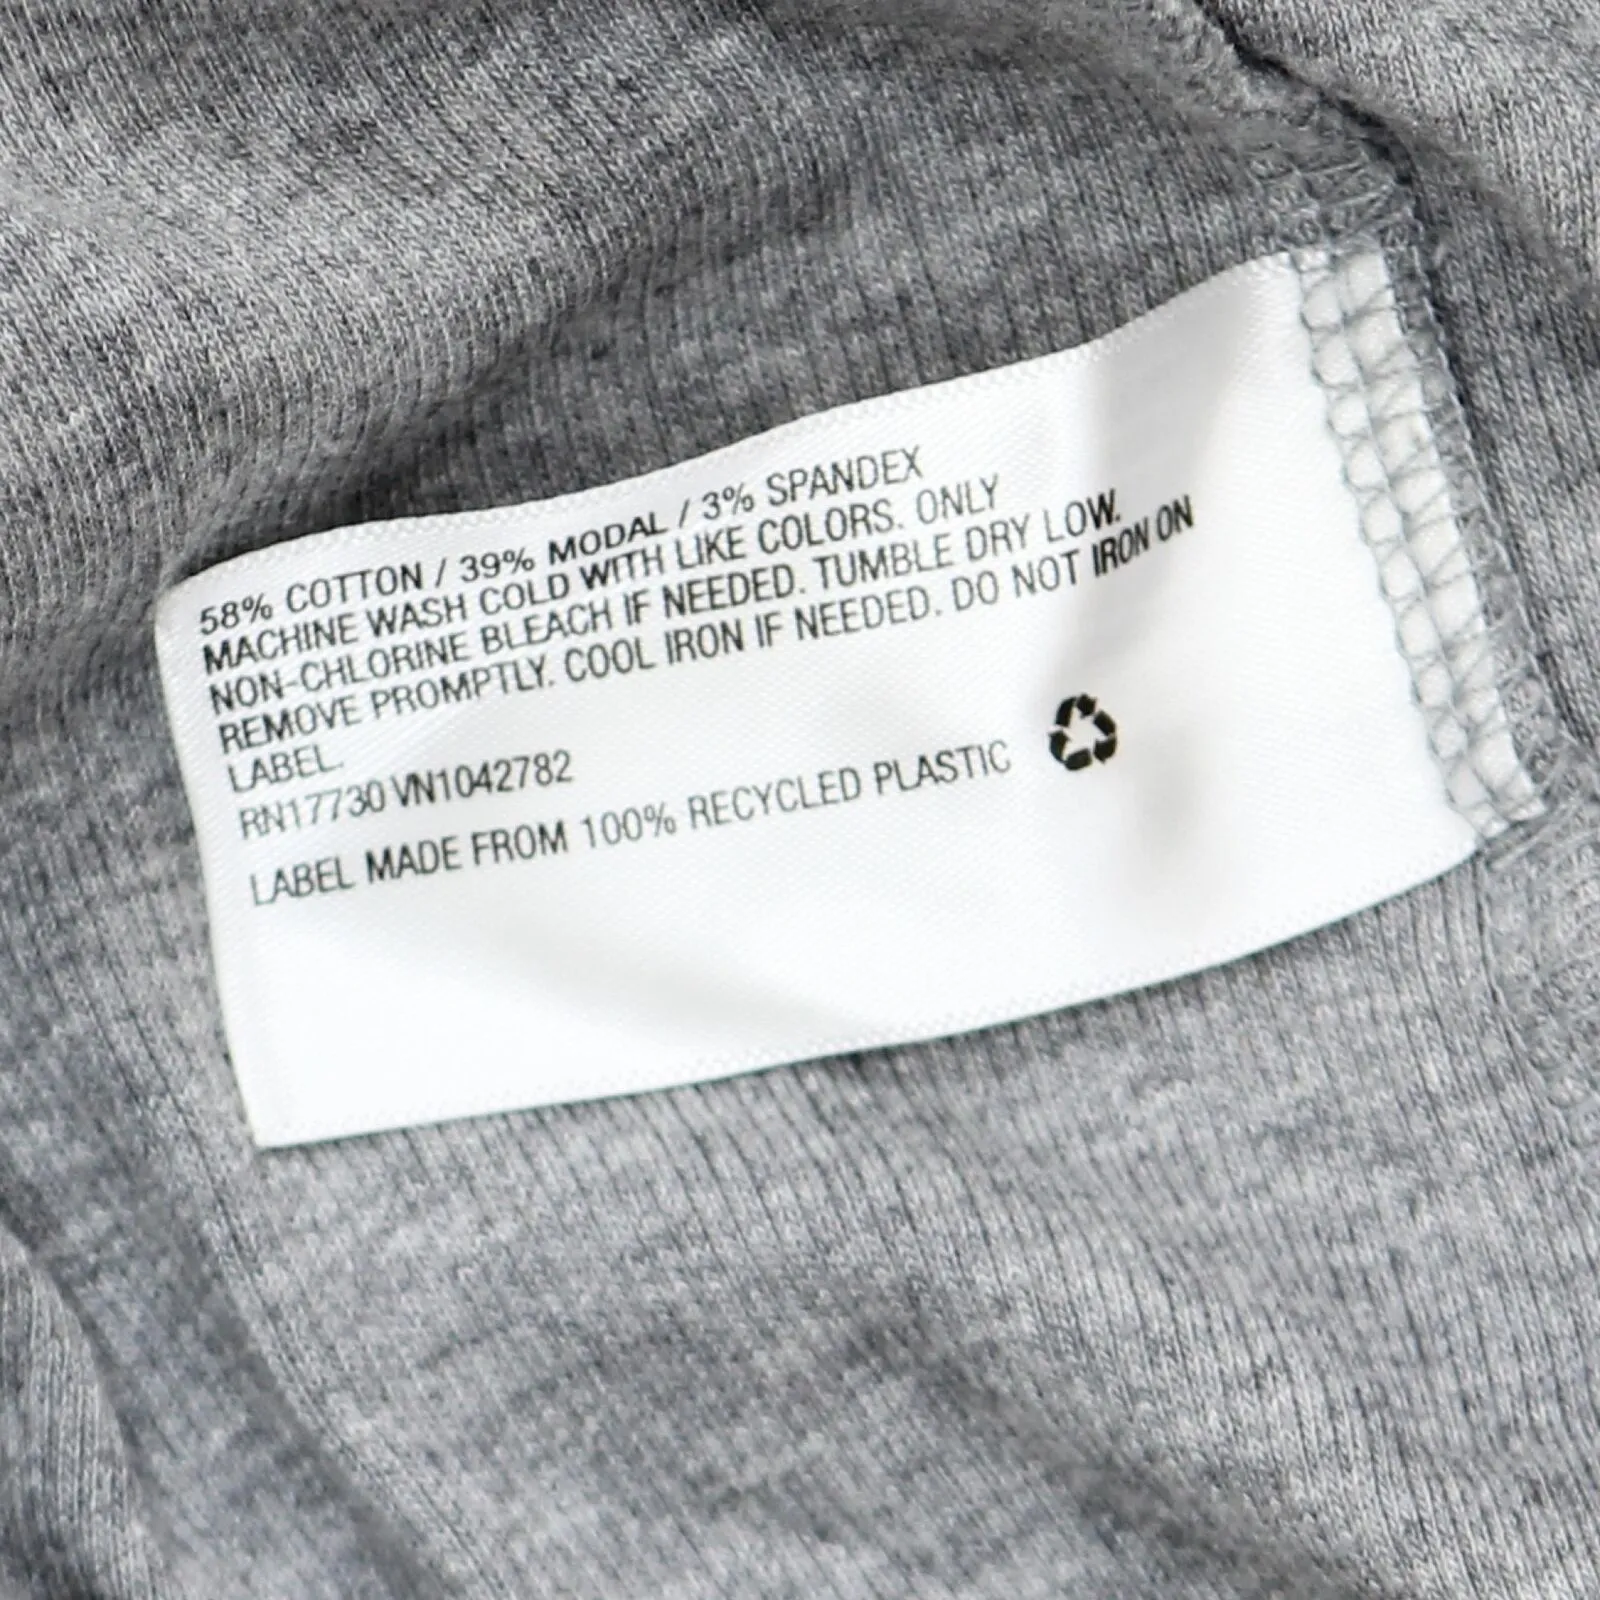 58% COTTON / 39% MODAL / 3% SPANDEX
MACHINE WASH COLD WITH LIKE COLORS. ONLY
NON-CHLORINE BLEACH IF NEEDED. TUMBLE DRY LOW.
REMOVE PROMPTLY. COOL IRON IF NEEDED. DO NOT IRON ON
LABEL.
RN17730 VN1042782
LABEL MADE FROM 100% RECYCLED PLASTIC